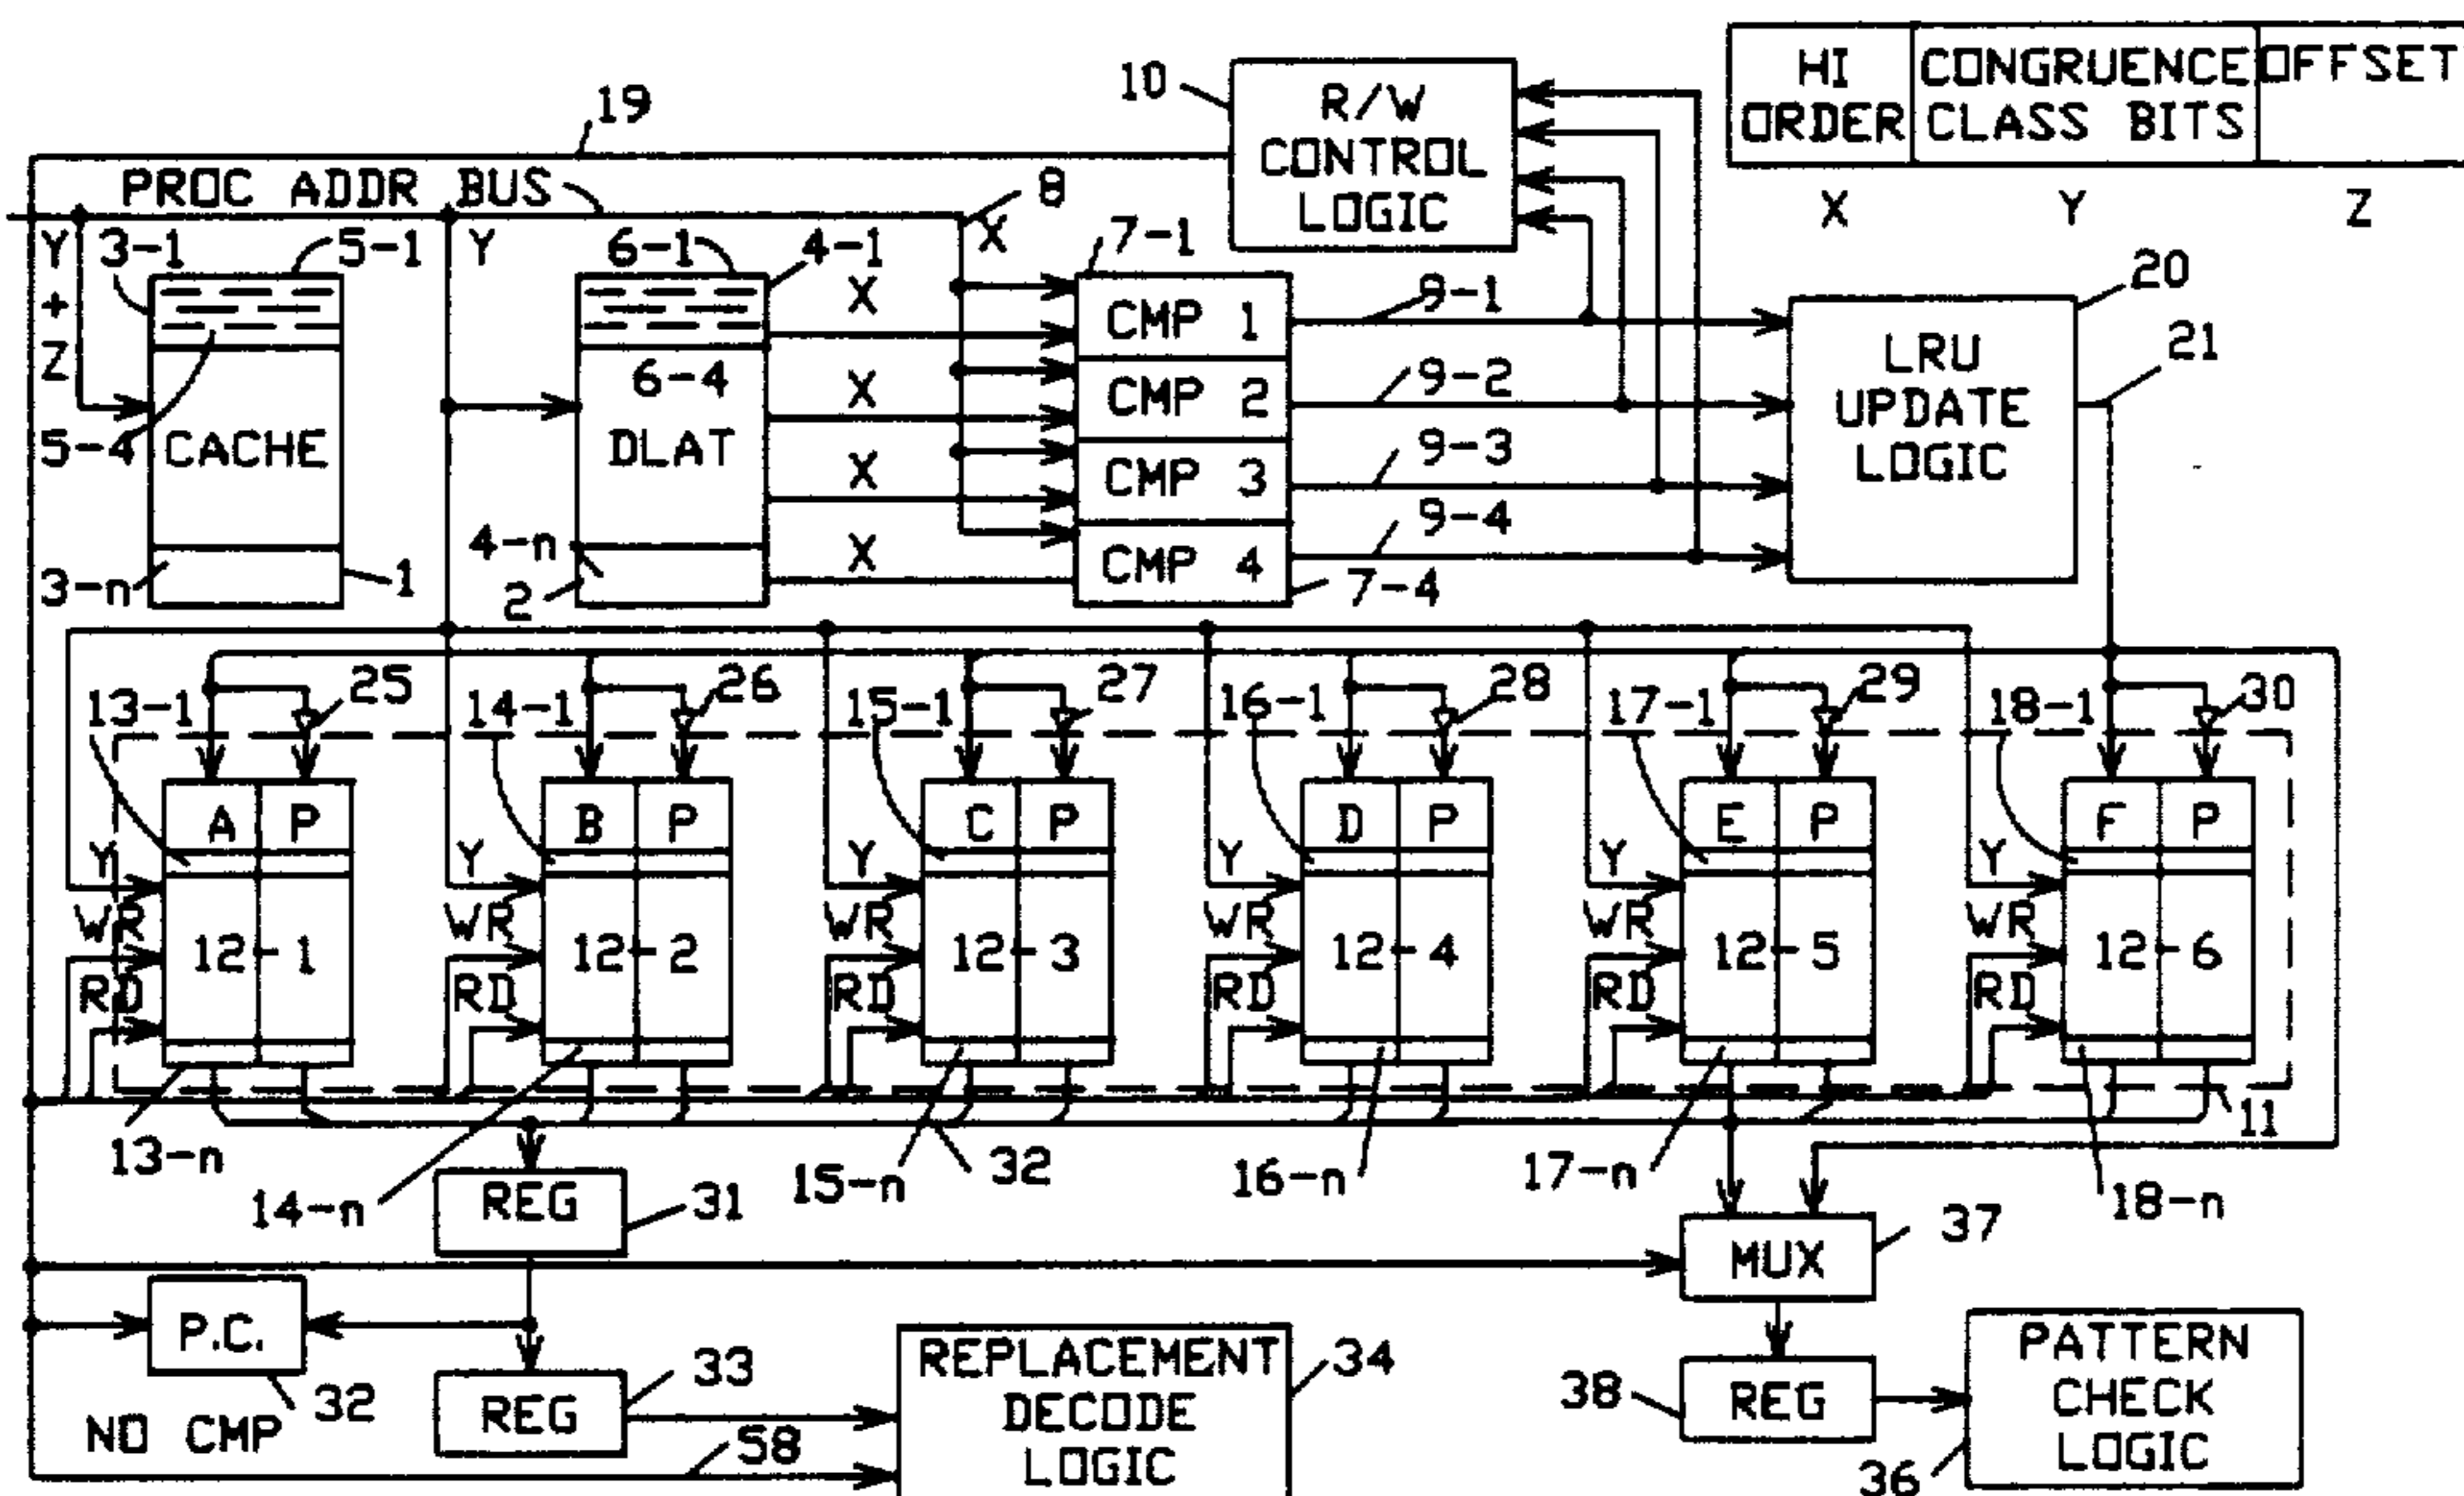 HI ORDER
CONGRUENCE CLASS BITS
OFFSET
X Y Z
10
R/W CONTROL LOGIC
19
PROC ADDR BUS
8
Y + Z
3-1
5-1
Y
6-1
4-1
X
7-1
5-4
CACHE
3-n
1
6-4
DLAT
4-n
2
X
X
X
X
CMP 1
CMP 2
CMP 3
CMP 4
7-4
9-1
9-2
9-3
9-4
LRU UPDATE LOGIC
20
21
13-1
25
14-1
26
15-1
27
16-1
28
17-1
29
18-1
30
A P
B P
C P
D P
E P
F P
Y
Y
Y
Y
Y
Y
WR
WR
WR
WR
WR
WR
12-1
12-2
12-3
12-4
12-5
12-6
RD
RD
RD
RD
RD
RD
13-n
14-n
15-n
32
16-n
17-n
11
18-n
REG
31
MUX
37
P.C.
32
REG
33
REPLACEMENT DECODE LOGIC
34
38
REG
PATTERN CHECK LOGIC
36
NO CMP
58